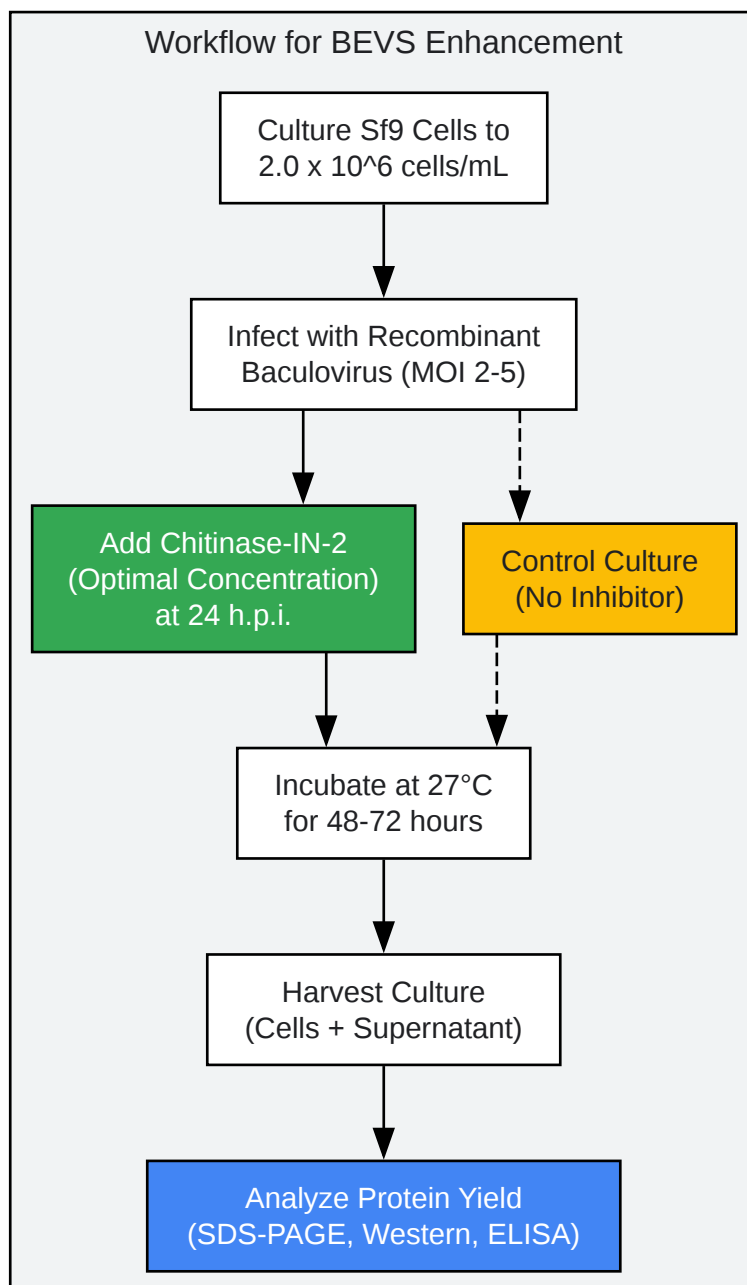 Workflow for BEVS Enhancement
Culture Sf9 Cells to
2.0 x 10^6 cells/mL
Infect with Recombinant
Baculovirus (MOI 2-5)
Add Chitinase-IN-2
(Optimal Concentration)
at 24 h.p.i.
Control Culture
(No Inhibitor)
Incubate at 27°C
for 48-72 hours
Harvest Culture
(Cells + Supernatant)
Analyze Protein Yield
(SDS-PAGE, Western, ELISA)